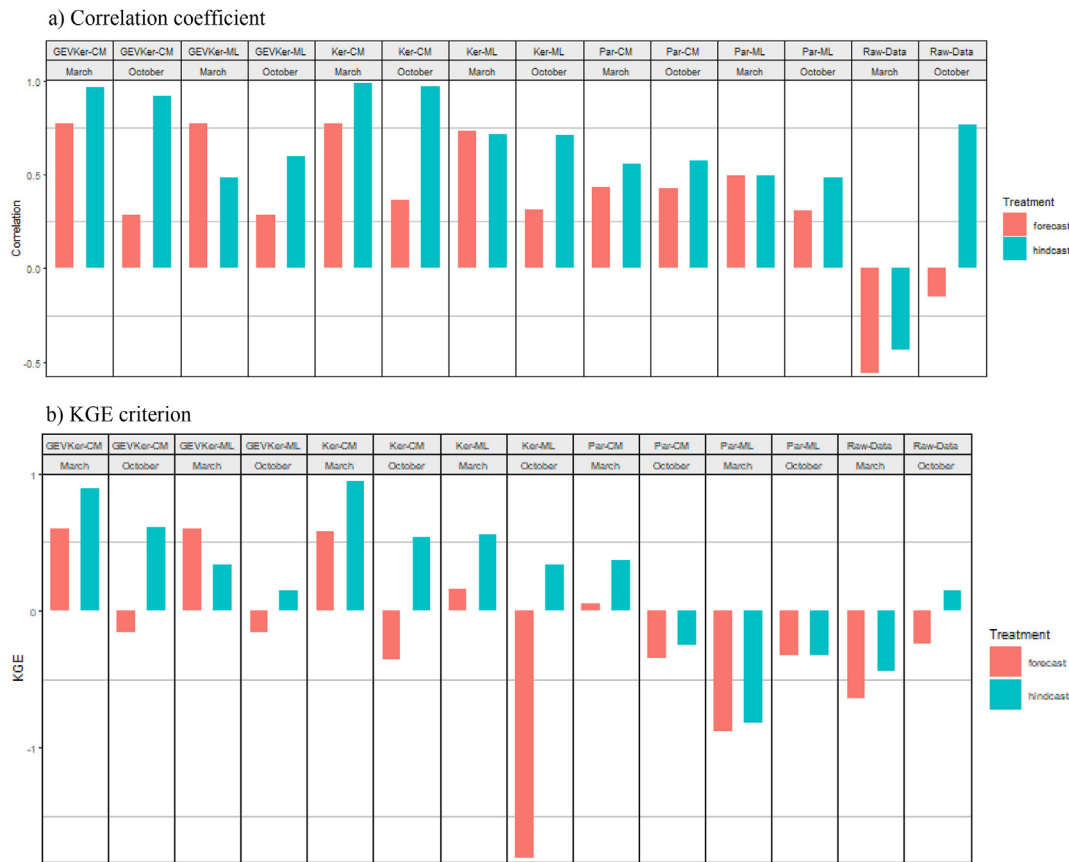 a) Correlation coefficient
GEVKer-CM GEVKer-CM GEVKer-ML GEVKer-ML Ker-CM Ker-CM Ker-ML Ker-ML Par-CM Par-CM Par-ML Par-ML Raw-Data Raw-Data
March October March October March October March October March October March October March October
1.0
0.5
0.0
-0.5
Correlation
Treatment
forecast
hindcast
b) KGE criterion
GEVKer-CM GEVKer-CM GEVKer-ML GEVKer-ML Ker-CM Ker-CM Ker-ML Ker-ML Par-CM Par-CM Par-ML Par-ML Raw-Data Raw-Data
March October March October March October March October March October March October March October
1
0
-1
KGE
Treatment
forecast
hindcast